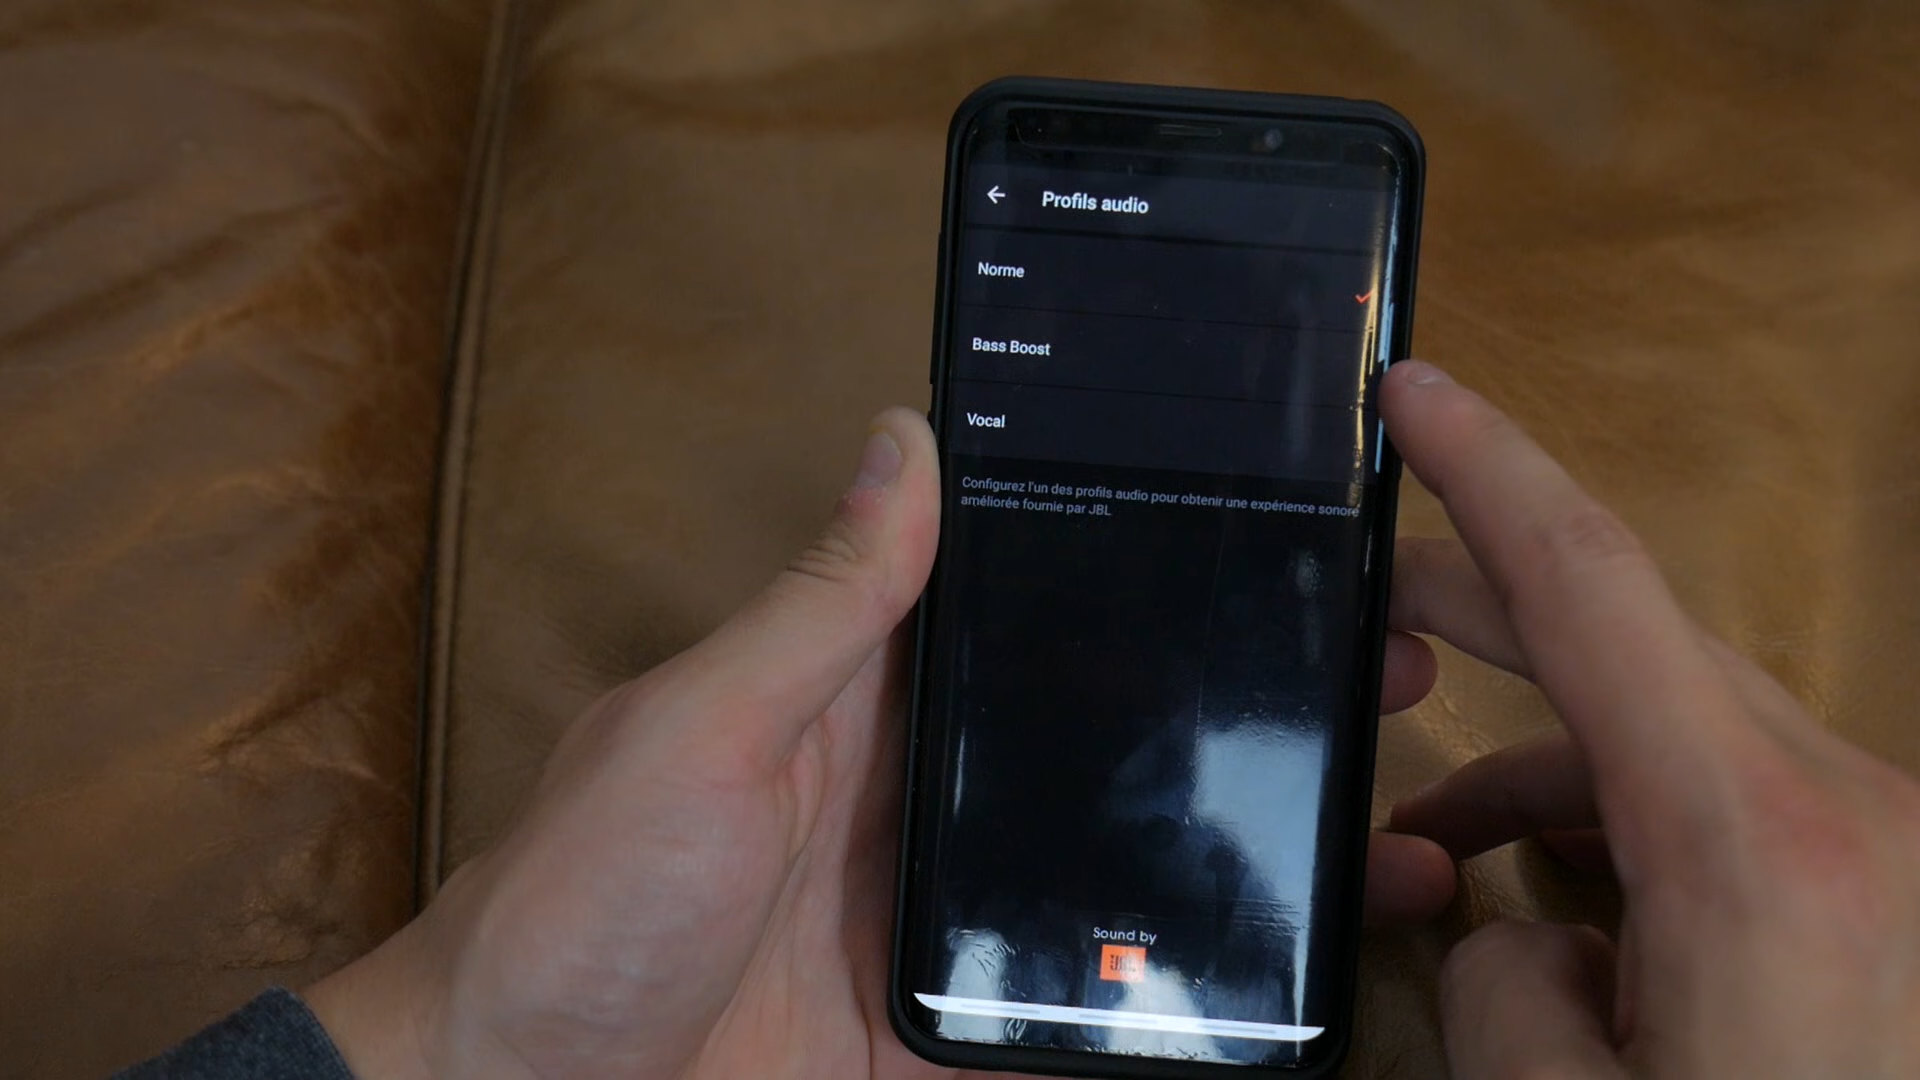 Profils audio
Norme
Bass Boost
Vocal
Configurez l'un des profils audio pour obtenir une expérience sonore
améliorée fournie par JBL
Sound by
JBL